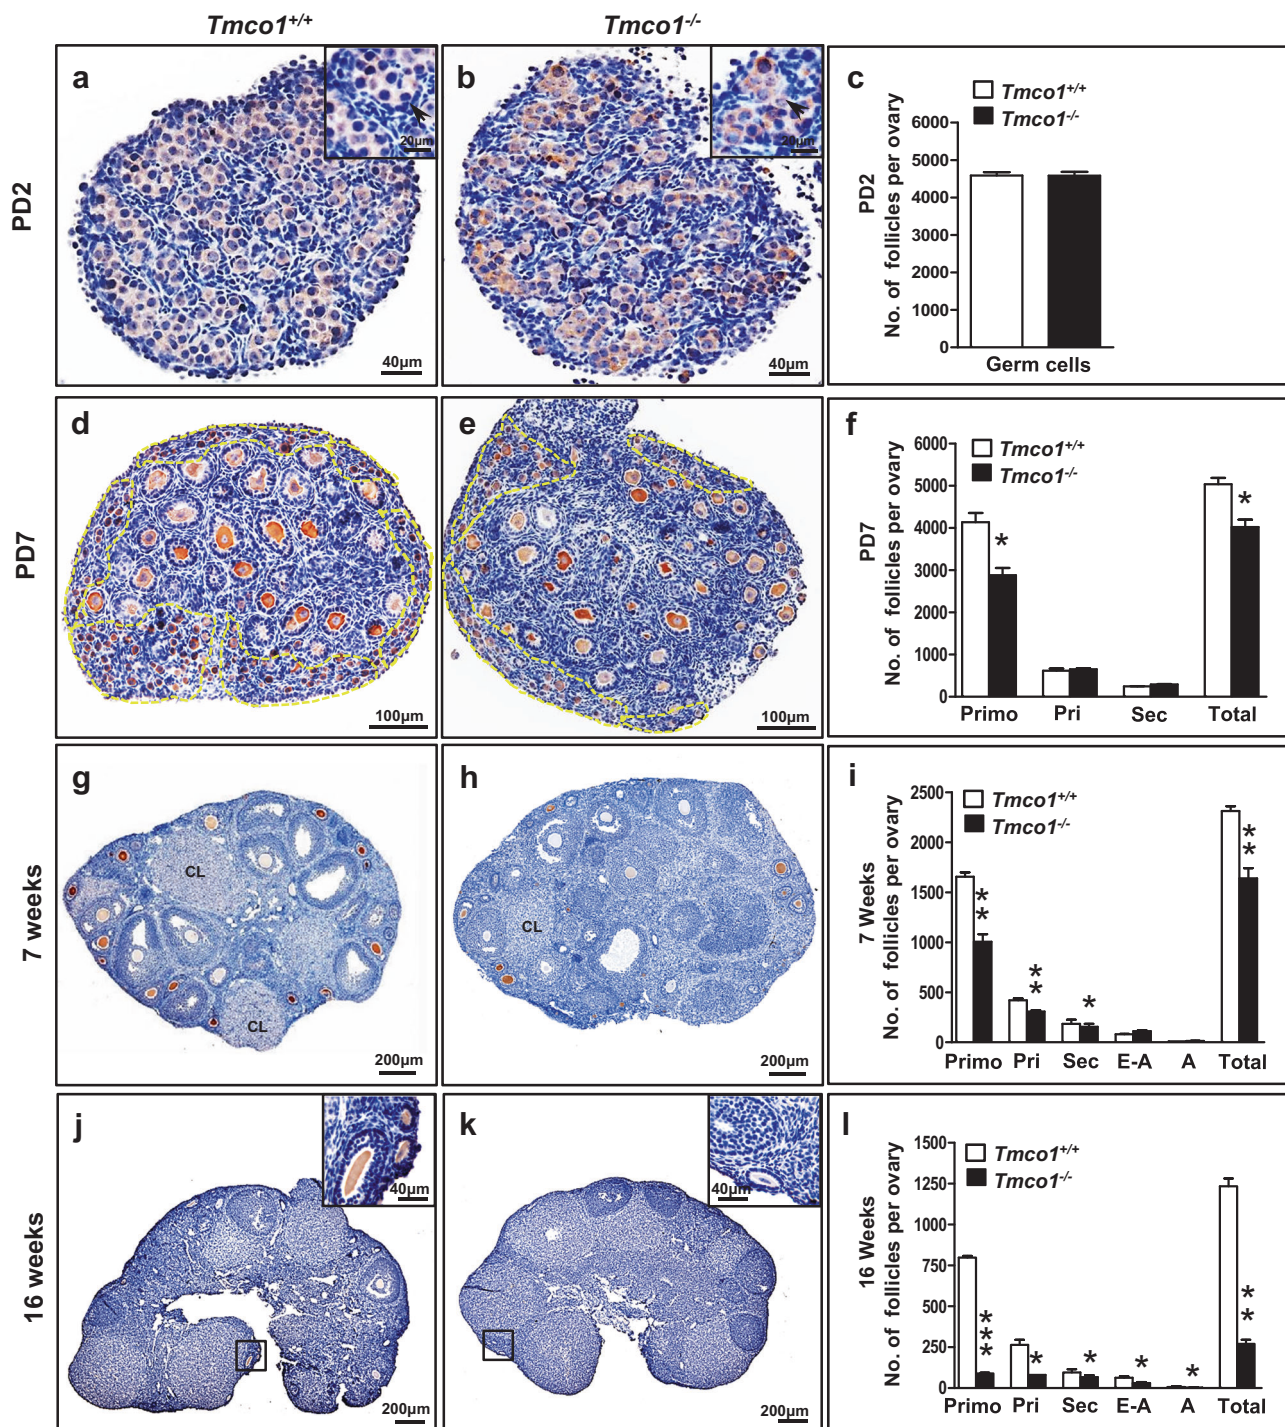 Tmco1+/+
Tmco1-/-
PD2
a
20µm
40µm
b
20µm
40µm
c
Tmco1+/+
Tmco1-/-
PD2
No. of follicles per ovary
6000
5000
4000
3000
2000
1000
0
Germ cells
PD7
d
100µm
e
100µm
f
Tmco1+/+
Tmco1-/-
PD7
No. of follicles per ovary
6000
5000
4000
3000
2000
1000
0
*
*
Primo Pri Sec Total
7 weeks
g
CL
CL
200µm
h
CL
200µm
i
Tmco1+/+
Tmco1-/-
7 Weeks
No. of follicles per ovary
2500
2000
1500
1000
500
0
**
**
*
**
Primo Pri Sec E-A A Total
16 weeks
j
40µm
200µm
k
40µm
200µm
l
Tmco1+/+
Tmco1-/-
16 Weeks
No. of follicles per ovary
1500
1250
750
500
250
0
***
*
*
*
*
**
Primo Pri Sec E-A A Total